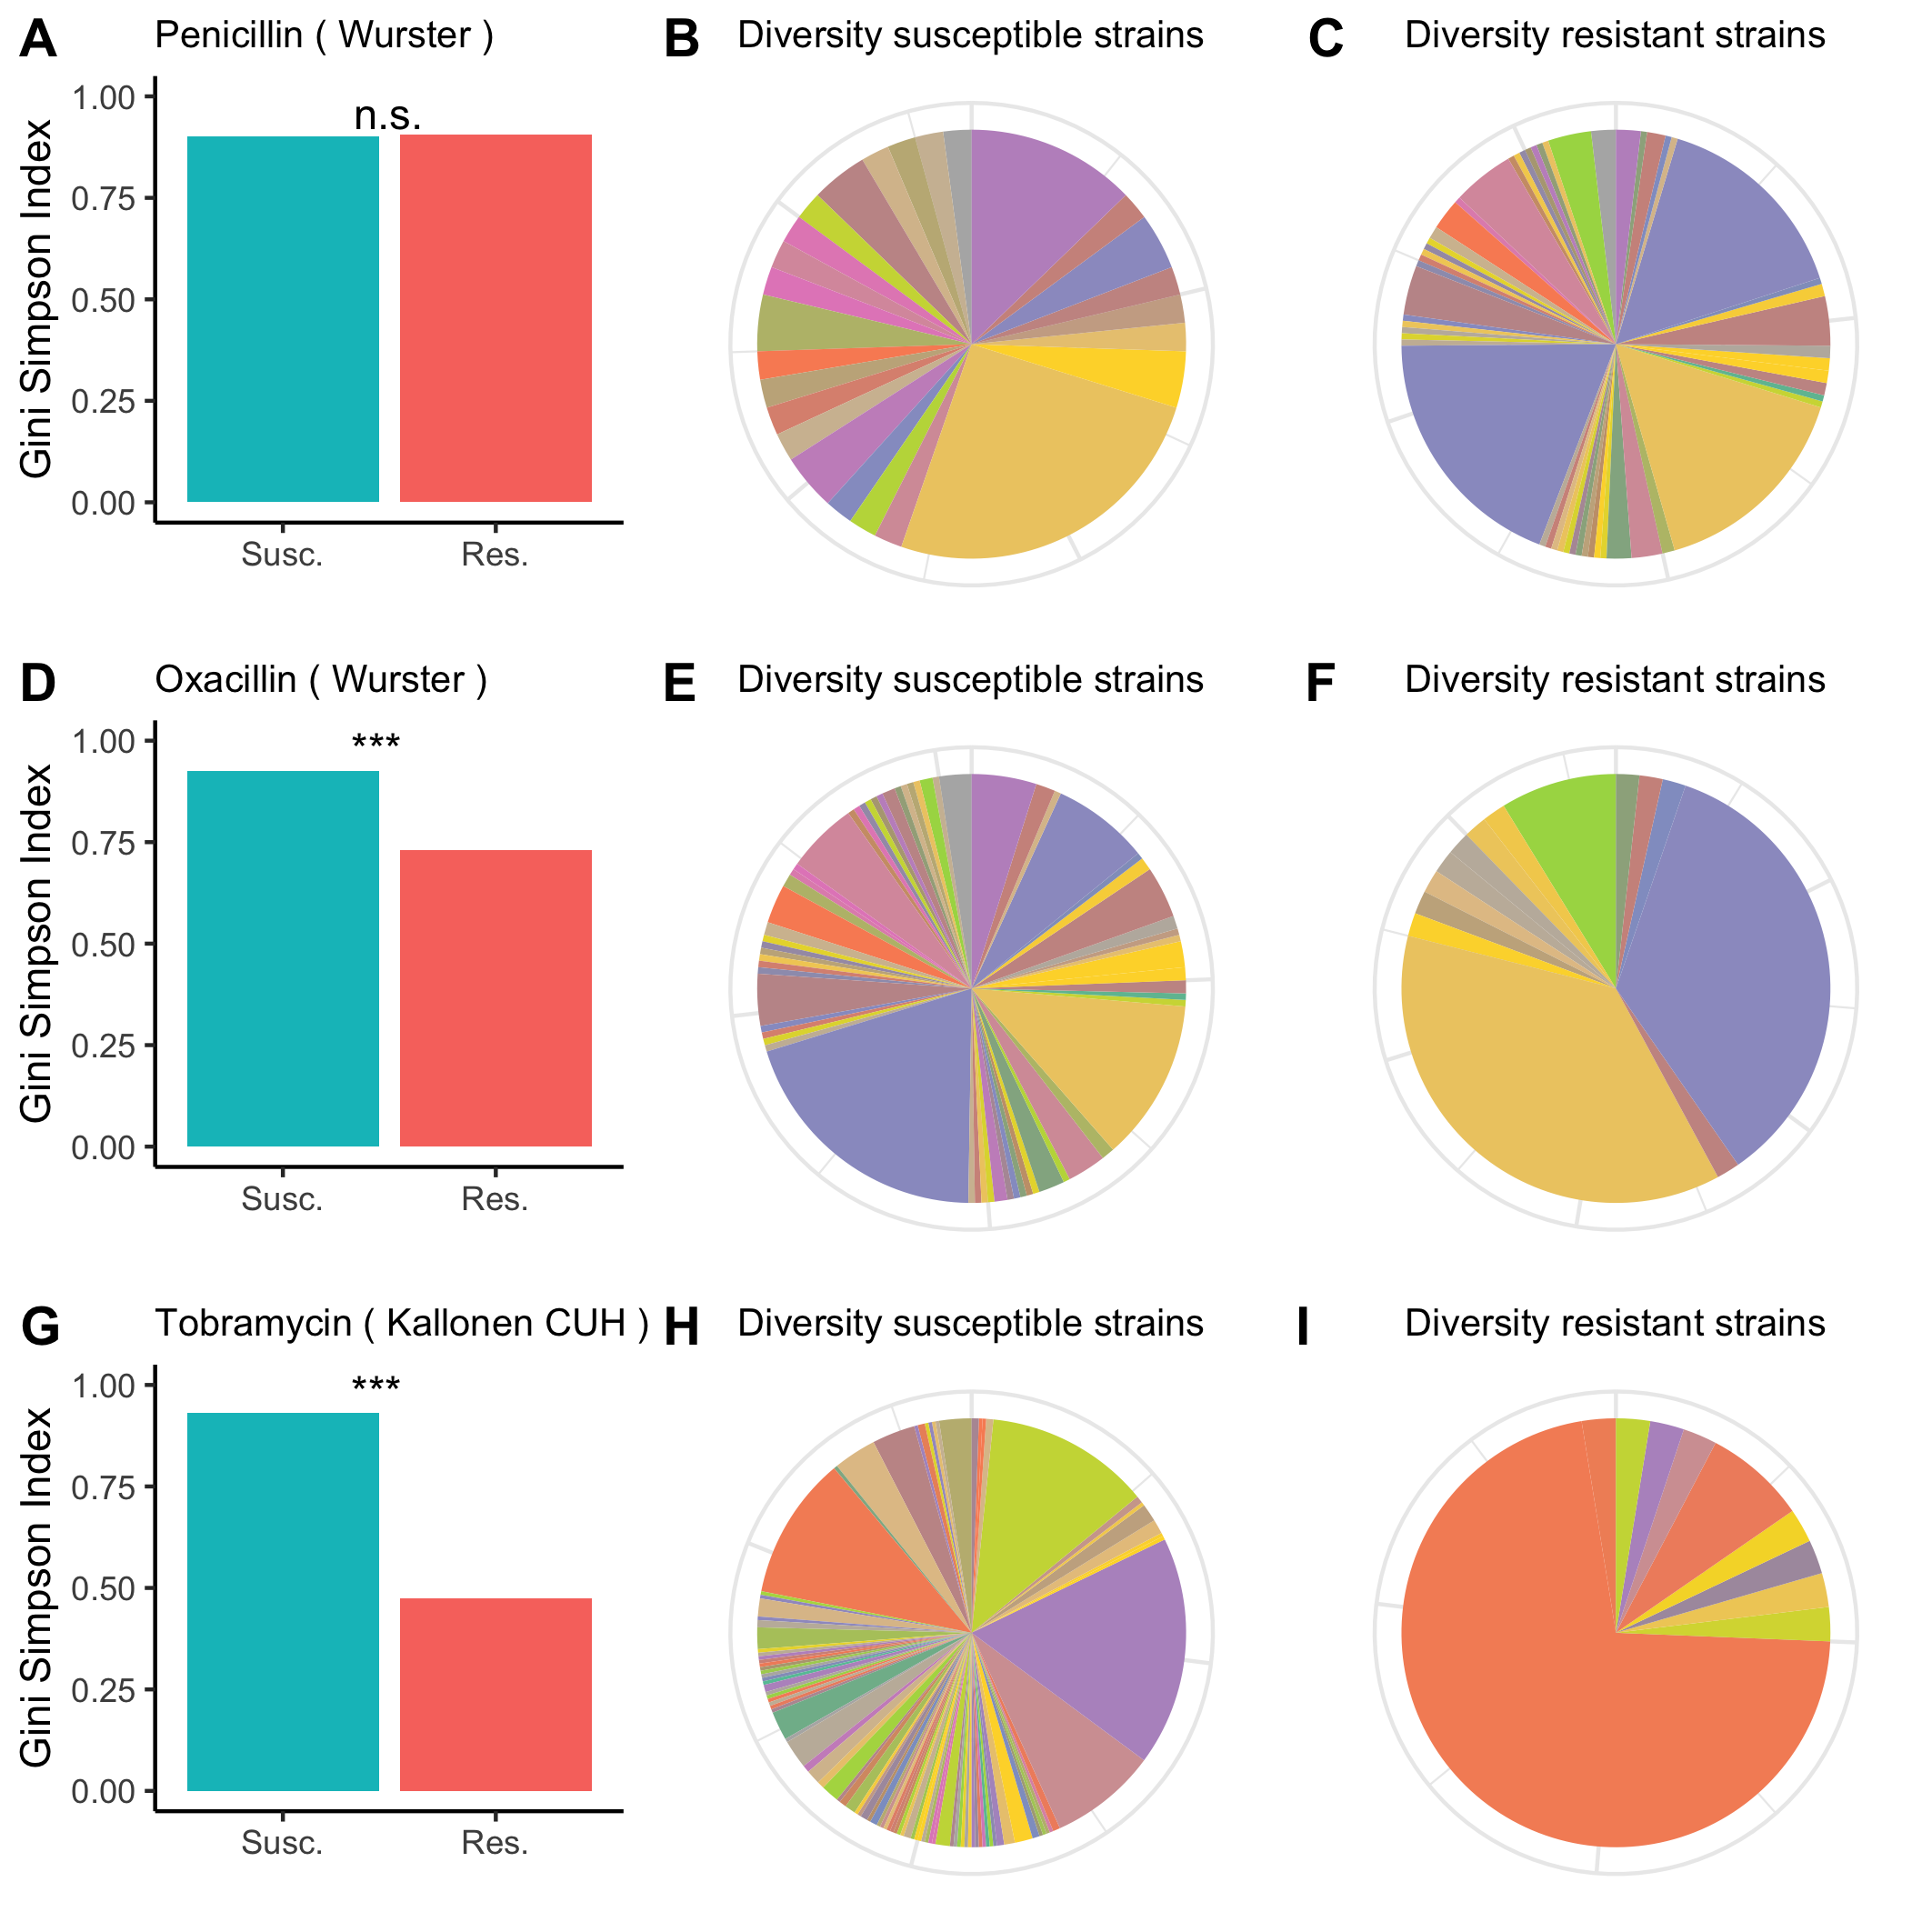 A Penicillin ( Wurster )
B Diversity susceptible strains
C Diversity resistant strains
Gini Simpson Index
1.00
0.75
0.50
0.25
0.00
n.s.
Susc. Res.
D Oxacillin ( Wurster )
E Diversity susceptible strains
F Diversity resistant strains
Gini Simpson Index
1.00
0.75
0.50
0.25
0.00
***
Susc. Res.
G Tobramycin ( Kallonen CUH )
H Diversity susceptible strains
I Diversity resistant strains
Gini Simpson Index
1.00
0.75
0.50
0.25
0.00
***
Susc. Res.